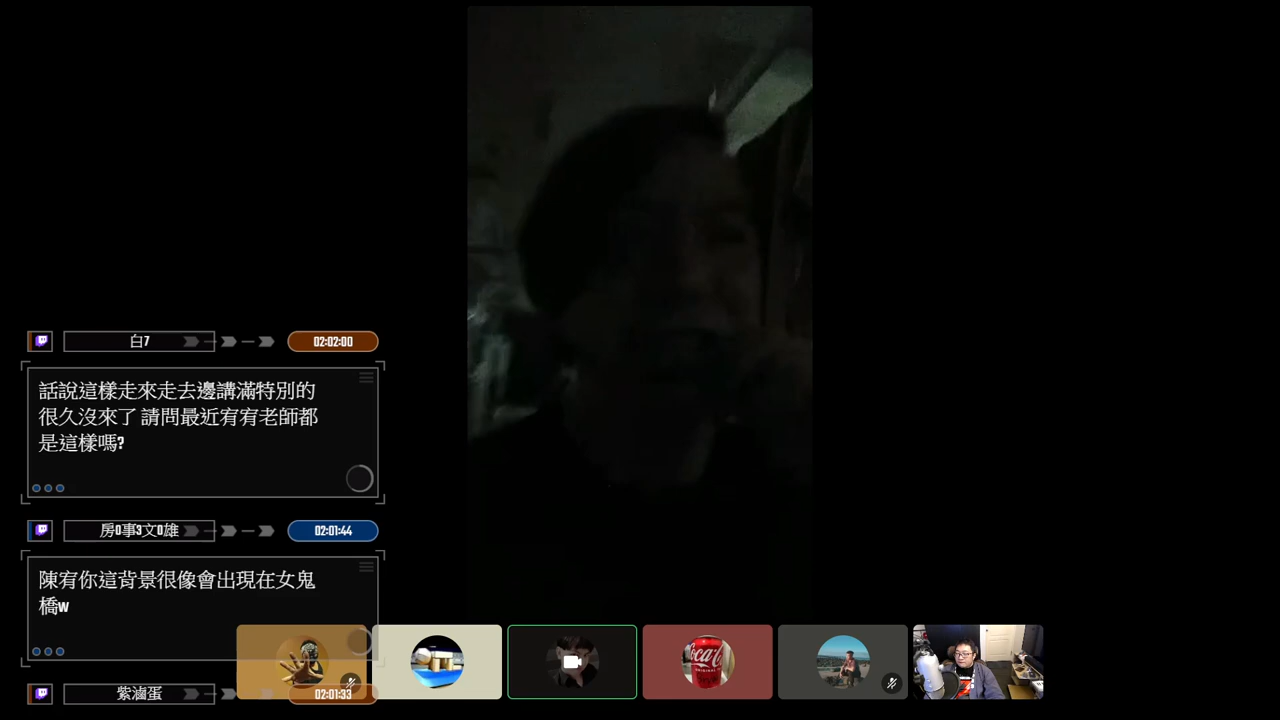 白7
02:02:00
話說這樣走來走去邊講滿特別的
很久沒來了 請問最近宥宥老師都
是這樣嗎?
房0事3文0雄
02:01:44
陳宥你這背景很像會出現在女鬼
橋w
紫滷蛋
02:01:33
Coca-Cola